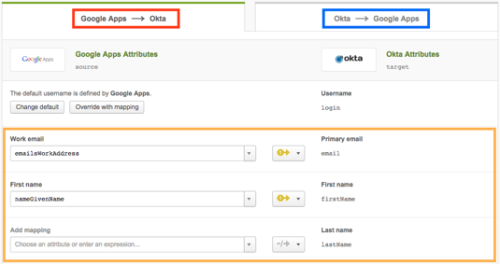 Google Apps → Okta
Okta → Google Apps
Google Apps
Google Apps Attributes
source
okta
Okta Attributes
target
The default username is defined by Google Apps.
Change default
Override with mapping
Username
login
Work email
emailsWorkAddress
Primary email
email
First name
nameGivenName
First name
firstName
Add mapping
Choose an attribute or enter an expression...
Last name
lastName